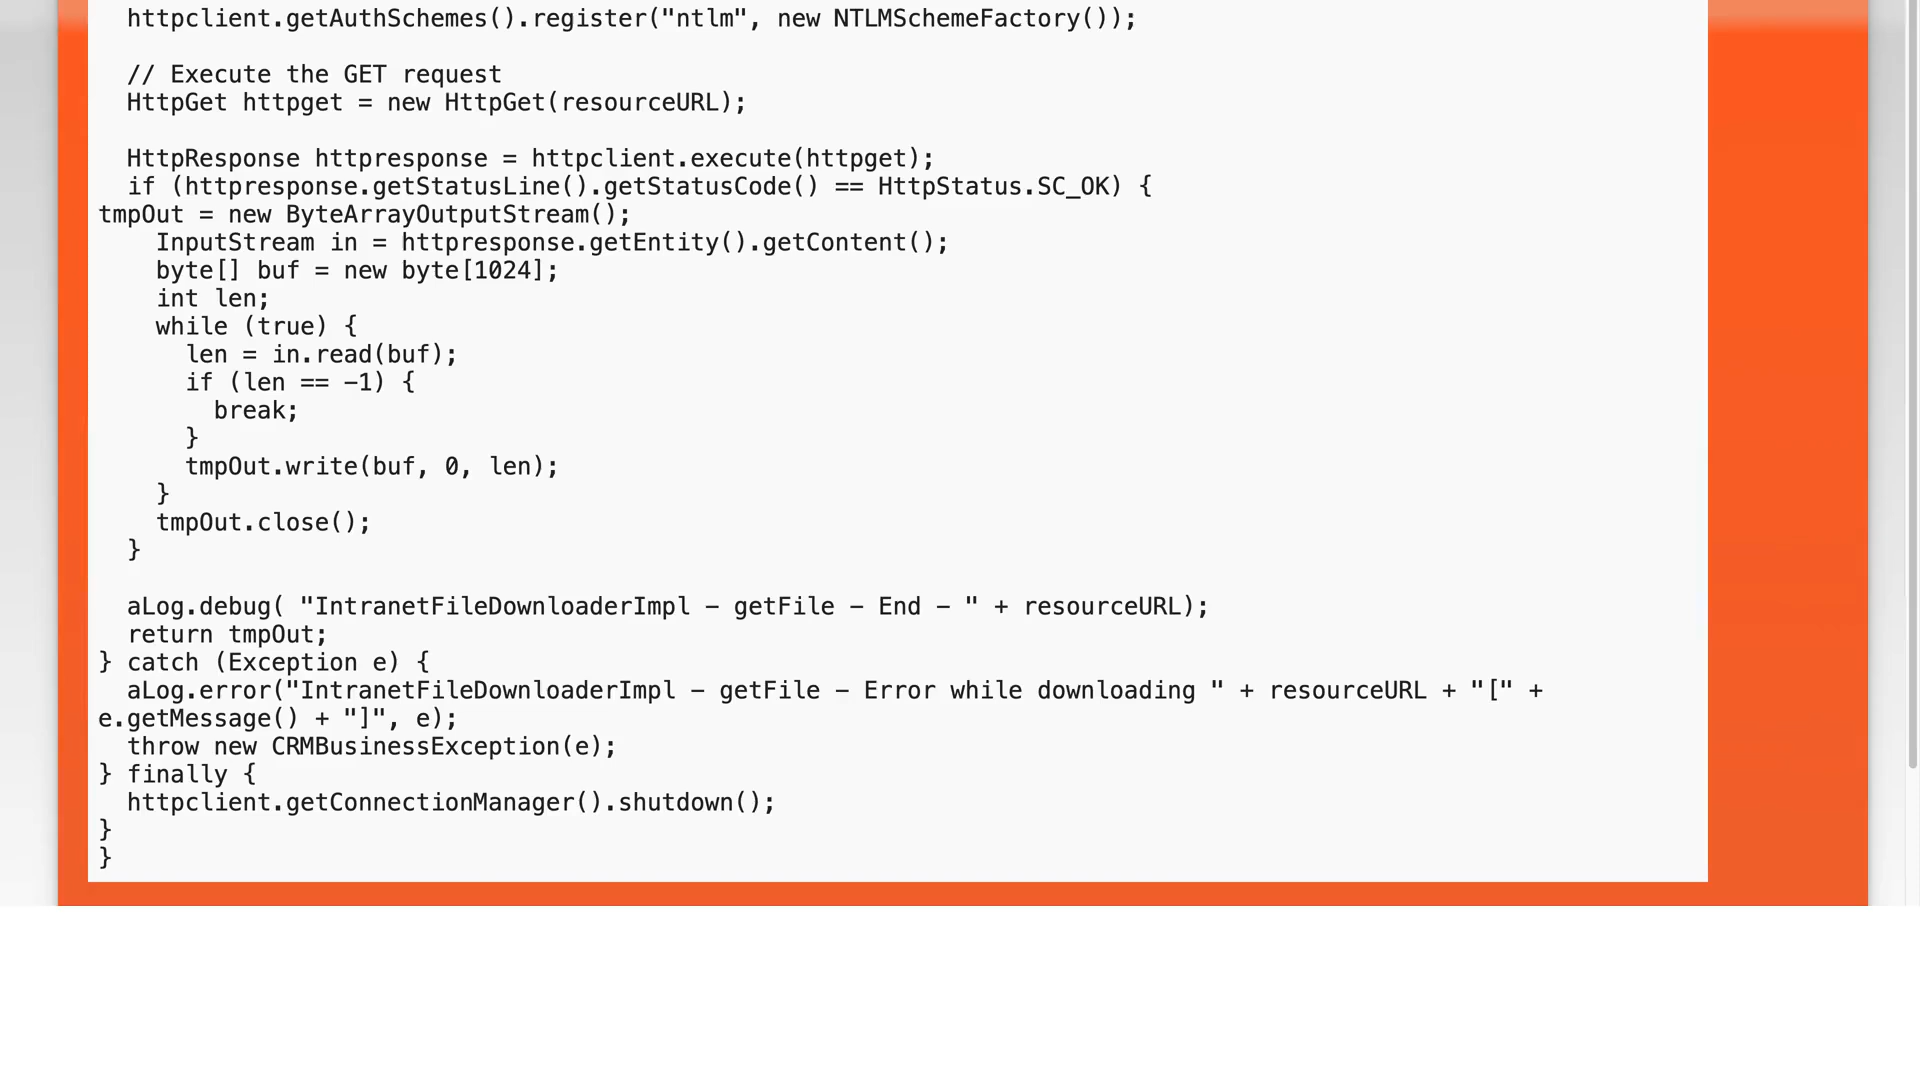 httpclient.getAuthSchemes().register("ntlm", new NTLMSchemeFactory());
// Execute the GET request
HttpGet httpget = new HttpGet(resourceURL);
HttpResponse httpresponse = httpclient.execute(httpget);
if (httpresponse.getStatusLine().getStatusCode() == HttpStatus.SC_OK) {
tmpOut = new ByteArrayOutputStream();
InputStream in = httpresponse.getEntity().getContent();
byte[] buf = new byte[1024];
int len;
while (true) {
len = in.read(buf);
if (len == −1) {
break;
}
tmpOut.write(buf, 0, len);
}
tmpOut.close();
}
aLog.debug( "IntranetFileDownloaderImpl − getFile − End − " + resourceURL);
return tmpOut;
} catch (Exception e) {
aLog.error("IntranetFileDownloaderImpl − getFile − Error while downloading " + resourceURL + "[" +
e.getMessage() + "]", e);
throw new CRMBusinessException(e);
} finally {
httpclient.getConnectionManager().shutdown();
}
}